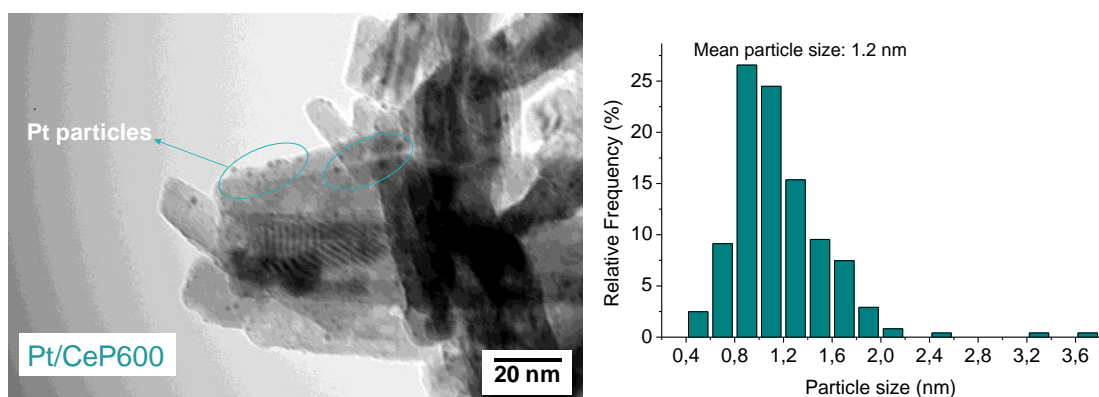 Pt particles
Pt/CeP600
20 nm
Mean particle size: 1.2 nm
Relative Frequency (%)
25
20
15
10
5
0
0,4 0,8 1,2 1,6 2,0 2,4 2,8 3,2 3,6
Particle size (nm)